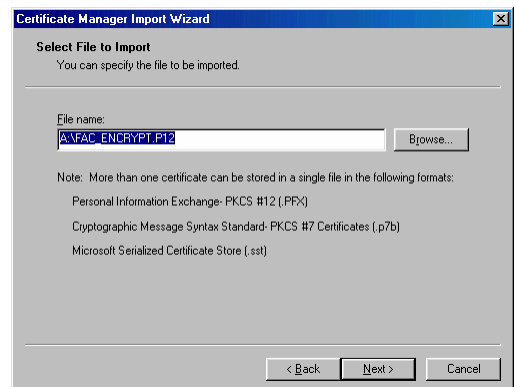 Certificate Manager Import Wizard
Select File to Import
You can specify the file to be imported.
File name:
A:\FAC_ENCRYPT.P12
Browse...
Note: More than one certificate can be stored in a single file in the following formats:
Personal Information Exchange- PKCS #12 (.PFX)
Cryptographic Message Syntax Standard- PKCS #7 Certificates (.p7b)
Microsoft Serialized Certificate Store (.sst)
< Back
Next >
Cancel